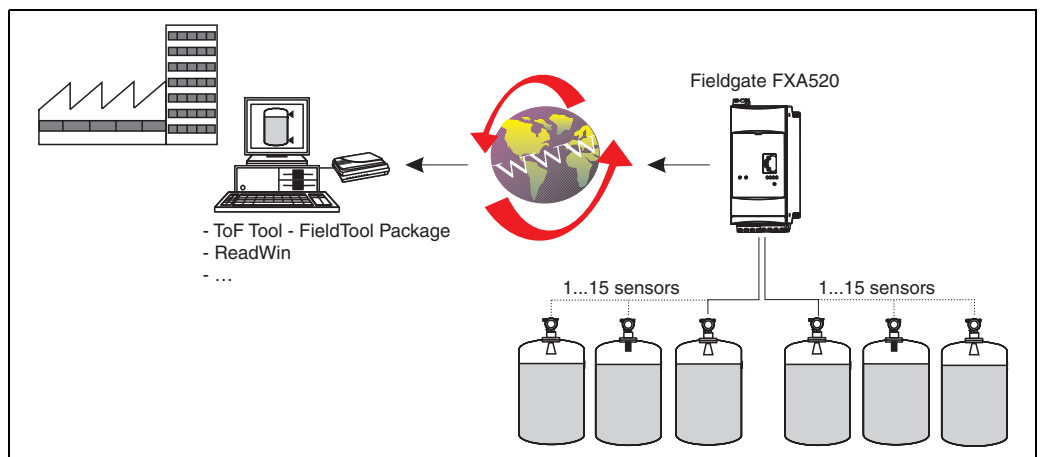 Fieldgate FXA520
WWW
- ToF Tool - FieldTool Package
- ReadWin
- …
1...15 sensors
1...15 sensors